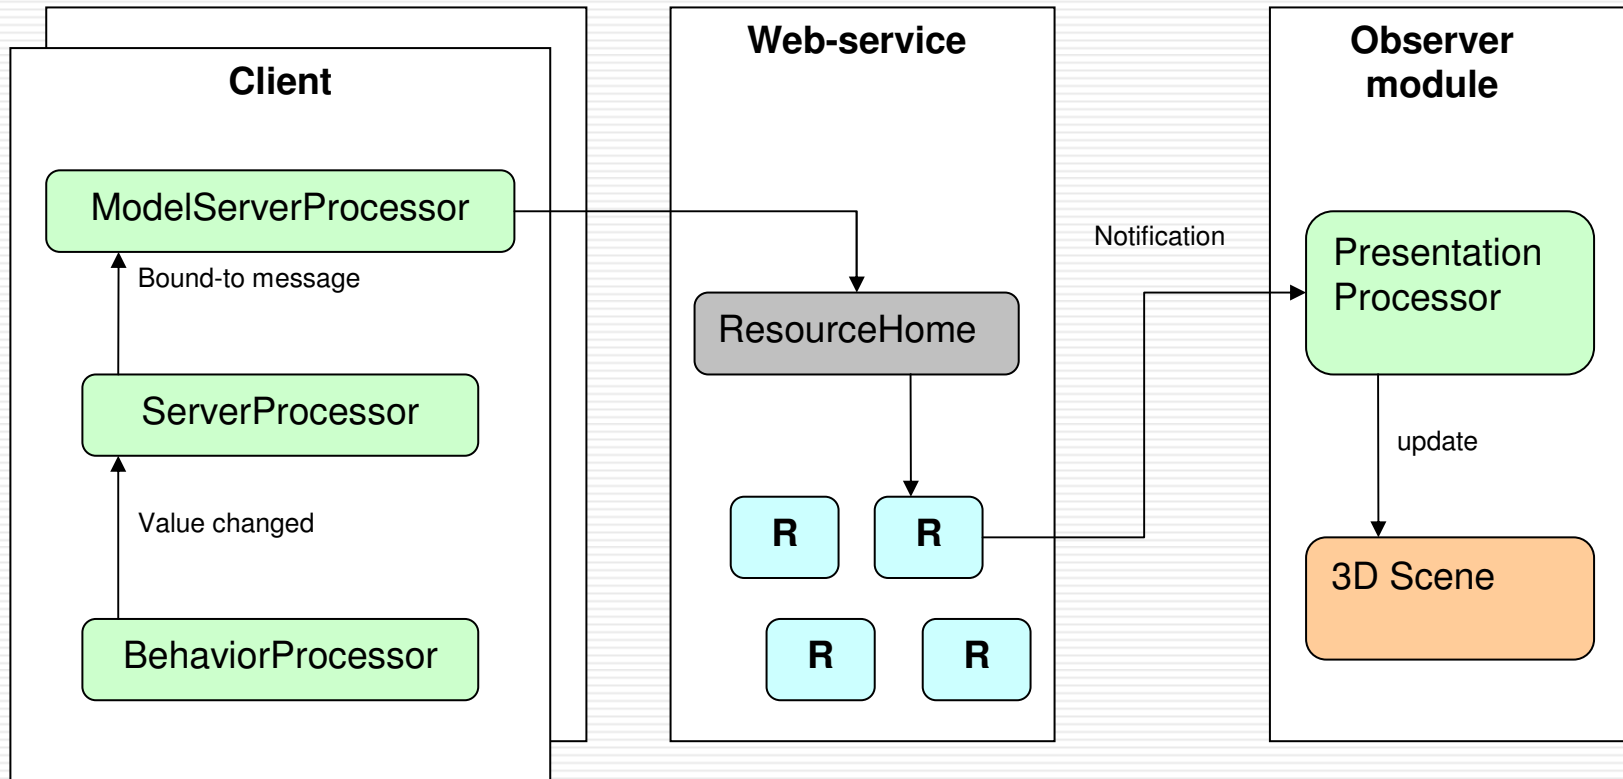 Client
ModelServerProcessor
Bound-to message
ServerProcessor
Value changed
BehaviorProcessor
Web-service
ResourceHome
R
R
R
R
Notification
Observer
module
Presentation
Processor
update
3D Scene